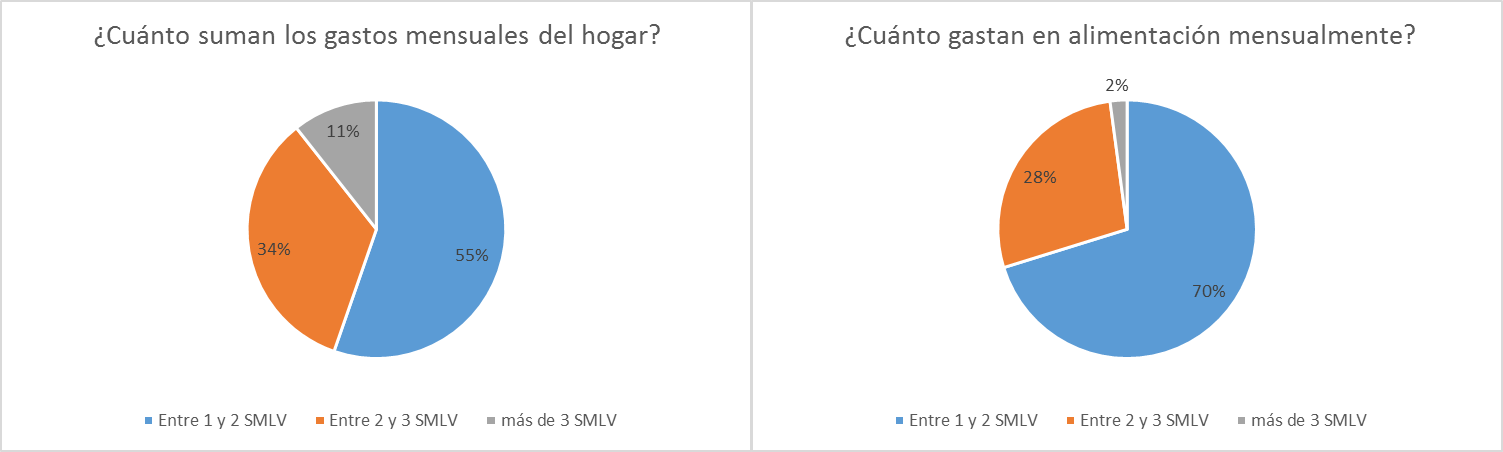 ¿Cuánto suman los gastos mensuales del hogar?
11%
34%
55%
Entre 1 y 2 SMLV Entre 2 y 3 SMLV más de 3 SMLV
¿Cuánto gastan en alimentación mensualmente?
2%
28%
70%
Entre 1 y 2 SMLV Entre 2 y 3 SMLV más de 3 SMLV